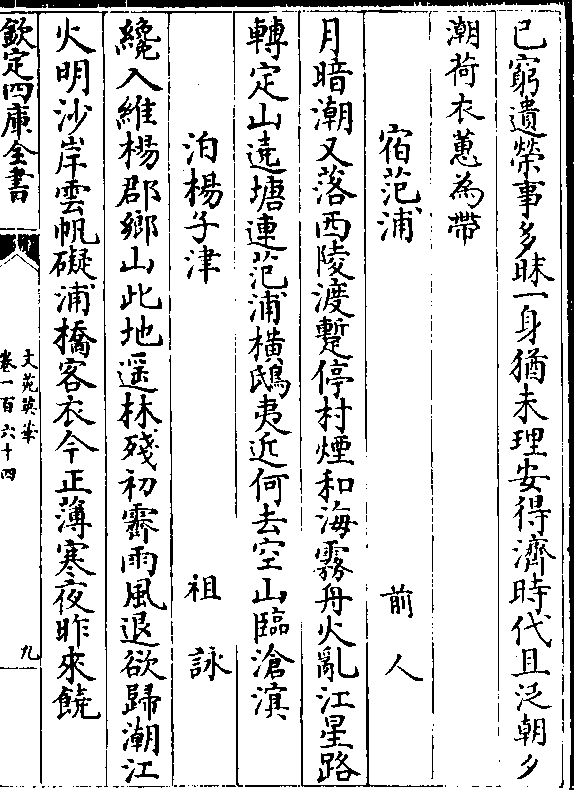 已窮遺榮事多昧一身猶未理安得濟時代且泛朝夕
潮荷衣蕙為帶
宿范浦 前人
月暗潮又落西陵渡蹔停村煙和海霧舟火亂江星路
轉定山遶塘連范浦橫鴟夷近何去空山臨滄溟
泊楊子津 祖詠
纔入維楊郡鄉山此地遥林殘初霽雨風退欲歸潮江
火明沙岸雲帆礙浦橋客衣今正薄寒夜昨來饒
欽定四庫全書
文苑英華
卷一百六十四
九